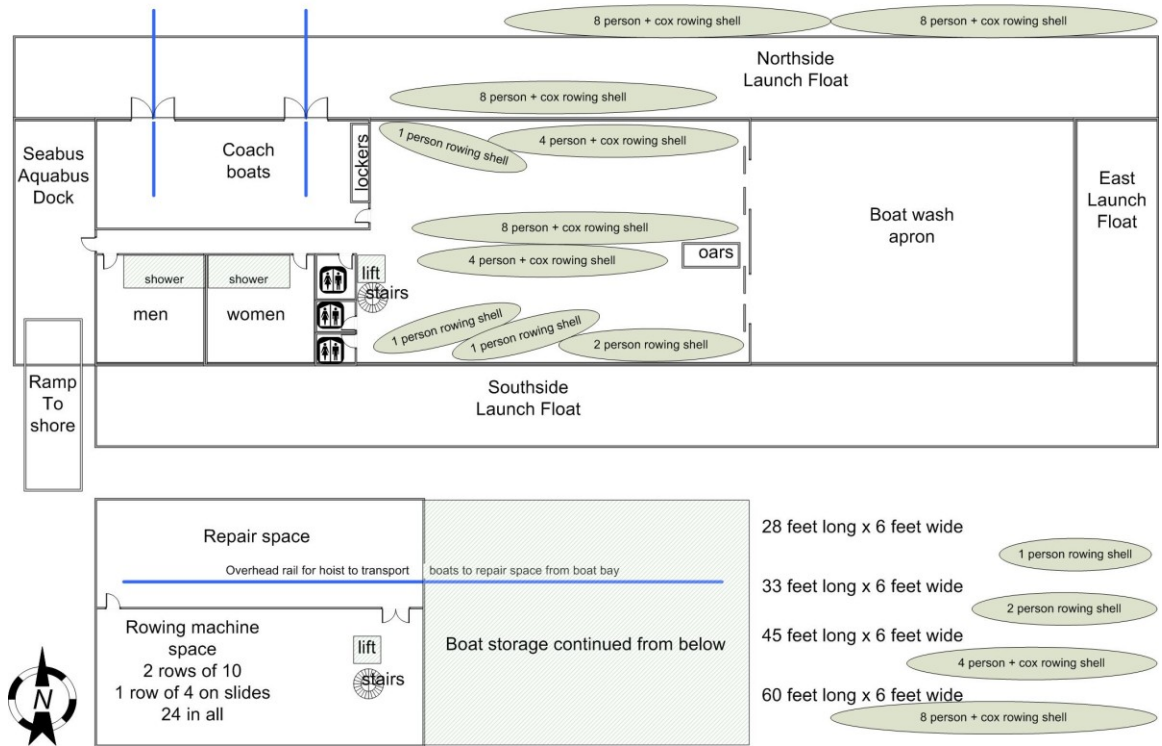 8 person + cox rowing shell
8 person + cox rowing shell
Northside
Launch Float
8 person + cox rowing shell
Seabus
Aquabus
Dock
Coach
boats
lockers
1 person rowing shell
4 person + cox rowing shell
8 person + cox rowing shell
4 person + cox rowing shell
oars
Boat wash
apron
East
Launch
Float
shower
shower
men
women
lift
stairs
1 person rowing shell
1 person rowing shell
2 person rowing shell
Ramp
To
shore
Southside
Launch Float
Repair space
Overhead rail for hoist to transport boats to repair space from boat bay
Rowing machine
space
2 rows of 10
1 row of 4 on slides
24 in all
lift
stairs
Boat storage continued from below
28 feet long x 6 feet wide
1 person rowing shell
33 feet long x 6 feet wide
2 person rowing shell
45 feet long x 6 feet wide
4 person + cox rowing shell
60 feet long x 6 feet wide
8 person + cox rowing shell
N